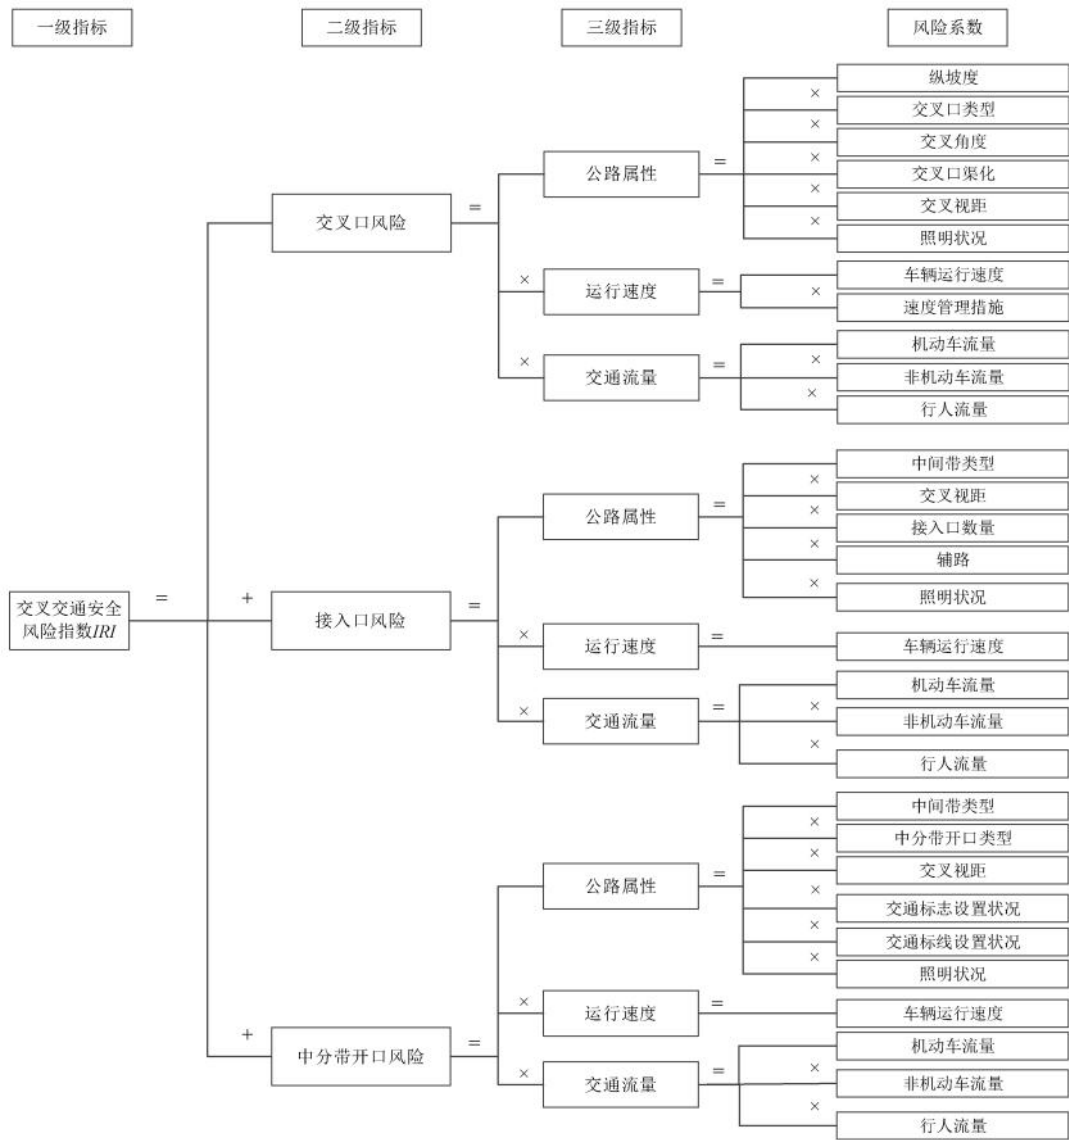 一级指标
二级指标
三级指标
风险系数
交叉交通安全
风险指数IRI
=
交叉口风险
=
公路属性
=
纵坡度
×
交叉口类型
×
交叉角度
×
交叉口渠化
×
交叉视距
×
照明状况
×
运行速度
=
车辆运行速度
×
速度管理措施
×
交通流量
=
机动车流量
×
非机动车流量
×
行人流量
+
接入口风险
=
公路属性
=
中间带类型
×
交叉视距
×
接入口数量
×
辅路
×
照明状况
×
运行速度
=
车辆运行速度
×
交通流量
=
机动车流量
×
非机动车流量
×
行人流量
+
中分带开口风险
=
公路属性
=
中间带类型
×
中分带开口类型
×
交叉视距
×
交通标志设置状况
×
交通标线设置状况
×
照明状况
×
运行速度
=
车辆运行速度
×
交通流量
=
机动车流量
×
非机动车流量
×
行人流量